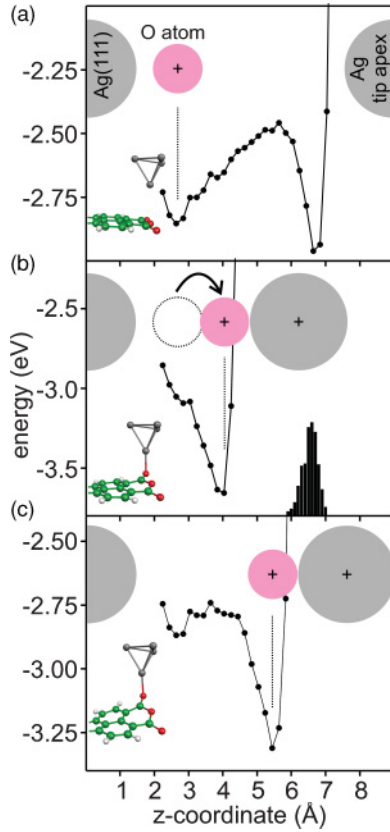 (a)
O atom
Ag(111)
Ag
tip apex
-2.25
-2.50
-2.75
(b)
-2.5
-3.0
-3.5
energy (eV)
(c)
-2.50
-2.75
-3.00
-3.25
1 2 3 4 5 6 7 8
z-coordinate (Å)